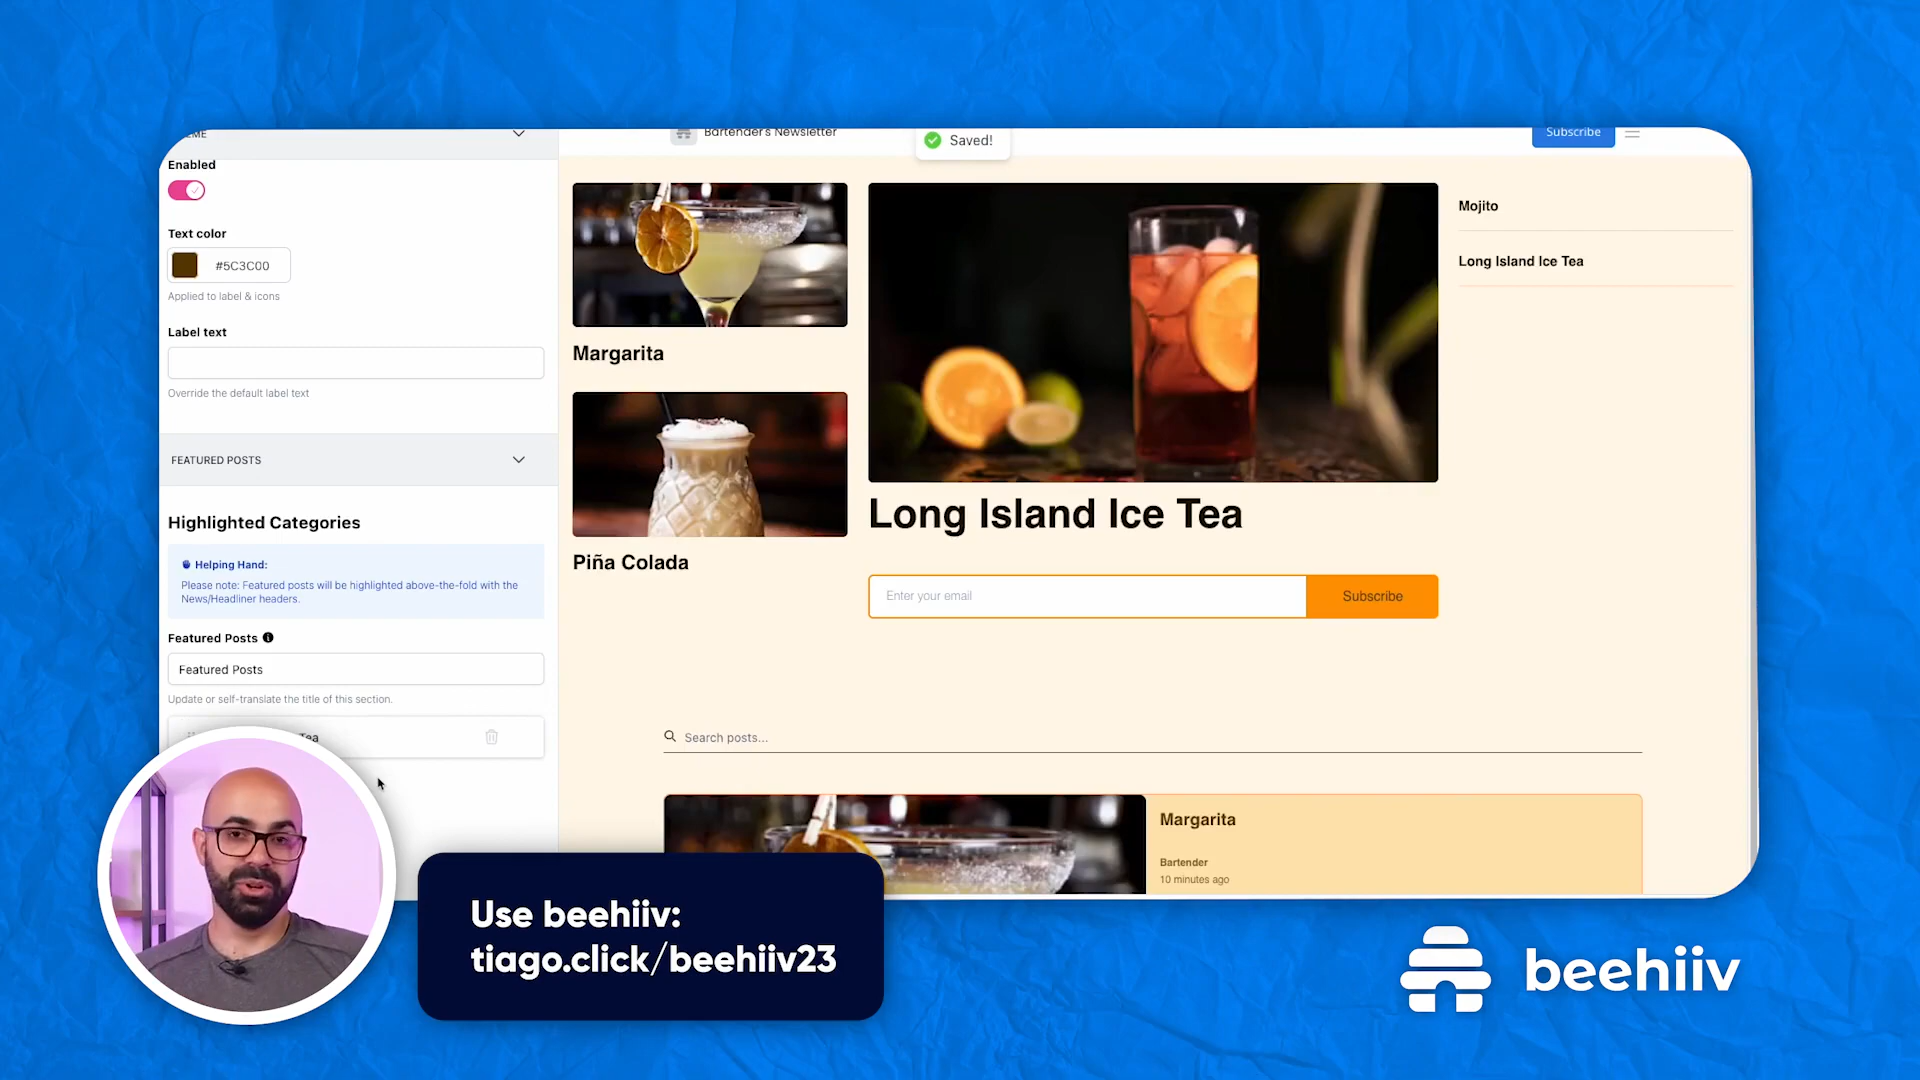 Enabled
Text color
#5C3C00
Applied to label & icons
Label text
Override the default label text
FEATURED POSTS
Highlighted Categories
Helping Hand:
Please note: Featured posts will be highlighted above-the-fold with the
News/Headliner headers.
Featured Posts
Featured Posts
Update or self-translate the title of this section.
Tea
Bartender's Newsletter
Saved!
Subscribe
Margarita
Piña Colada
Long Island Ice Tea
Enter your email
Subscribe
Mojito
Long Island Ice Tea
Search posts...
Margarita
Bartender
10 minutes ago
Use beehiiv:
tiago.click/beehiiv23
beehiiv